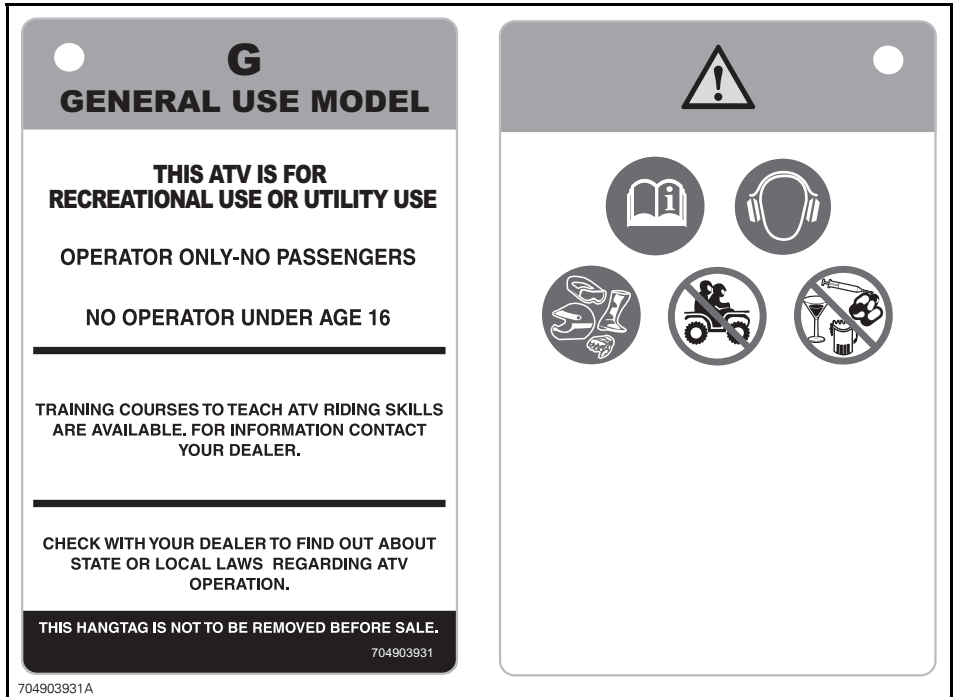 G
GENERAL USE MODEL
THIS ATV IS FOR
RECREATIONAL USE OR UTILITY USE
OPERATOR ONLY-NO PASSENGERS
NO OPERATOR UNDER AGE 16
TRAINING COURSES TO TEACH ATV RIDING SKILLS
ARE AVAILABLE. FOR INFORMATION CONTACT
YOUR DEALER.
CHECK WITH YOUR DEALER TO FIND OUT ABOUT
STATE OR LOCAL LAWS REGARDING ATV
OPERATION.
THIS HANGTAG IS NOT TO BE REMOVED BEFORE SALE.
704903931
704903931A
!
i